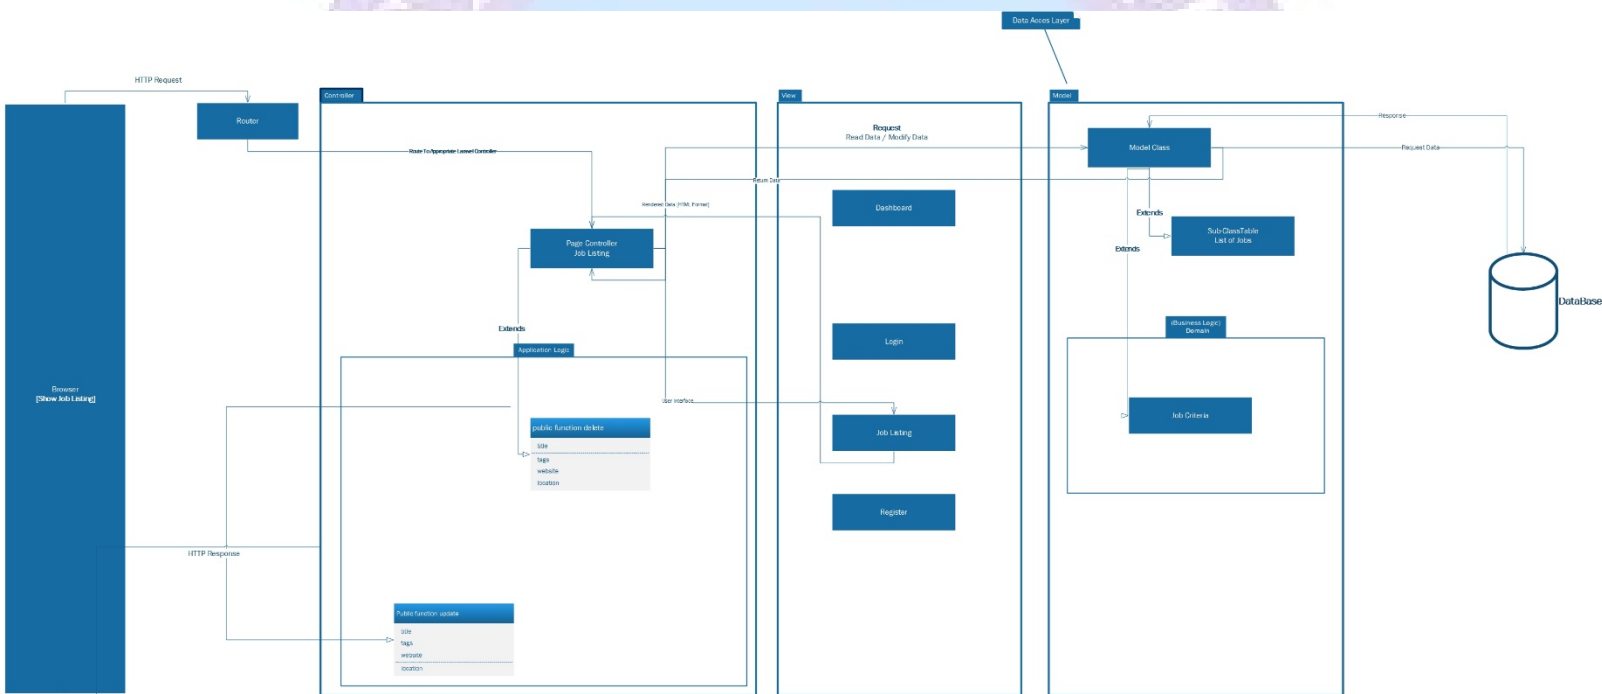 Data Acces Layer
HTTP Request
Router
Controller
View
Model
Route To Appropriate Laravel Controller
Request
Read Data / Modify Data
Model Class
Response
Request Data
Return Data
Rendered Data (HTML Format)
Dashboard
Extends
Sub-ClassTable
List of Jobs
Extends
Page Controller
Job Listing
DataBase
Extends
Application Logic
(Business Logic)
Domain
Login
Browser
[Show Job Listing]
User Interface
public function delete
title
tags
website
location
Job Listing
Job Criteria
Register
HTTP Response
Public function update
title
tags
website
location